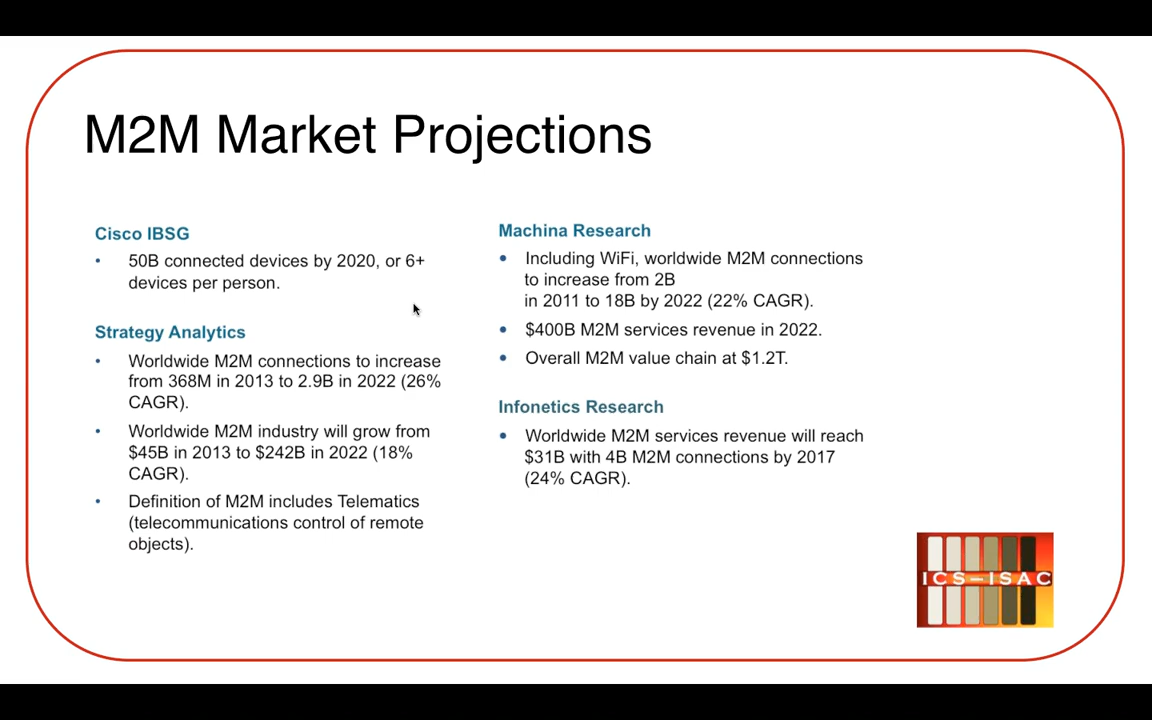 M2M Market Projections
Cisco IBSG
• 50B connected devices by 2020, or 6+
devices per person.
Strategy Analytics
• Worldwide M2M connections to increase
from 368M in 2013 to 2.9B in 2022 (26%
CAGR).
• Worldwide M2M industry will grow from
$45B in 2013 to $242B in 2022 (18%
CAGR).
• Definition of M2M includes Telematics
(telecommunications control of remote
objects).
Machina Research
• Including WiFi, worldwide M2M connections
to increase from 2B
in 2011 to 18B by 2022 (22% CAGR).
• $400B M2M services revenue in 2022.
• Overall M2M value chain at $1.2T.
Infonetics Research
• Worldwide M2M services revenue will reach
$31B with 4B M2M connections by 2017
(24% CAGR).
ICS-ISAC